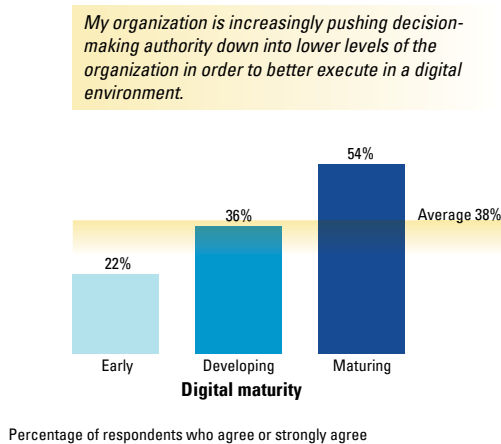 My organization is increasingly pushing decision-
making authority down into lower levels of the
organization in order to better execute in a digital
environment.
54%
Average 38%
36%
22%
Early
Developing
Maturing
Digital maturity
Percentage of respondents who agree or strongly agree